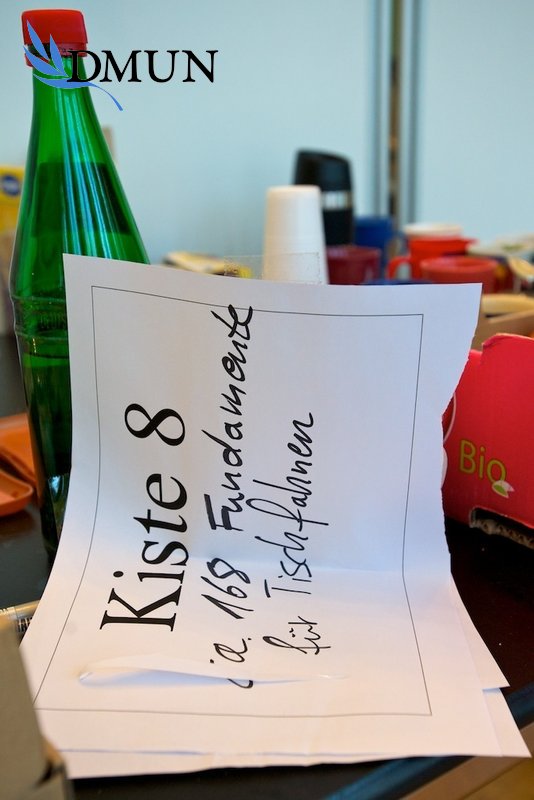 DMUN
Kiste 8
ca. 168 Fundamente
für Tischfahnen
Bio